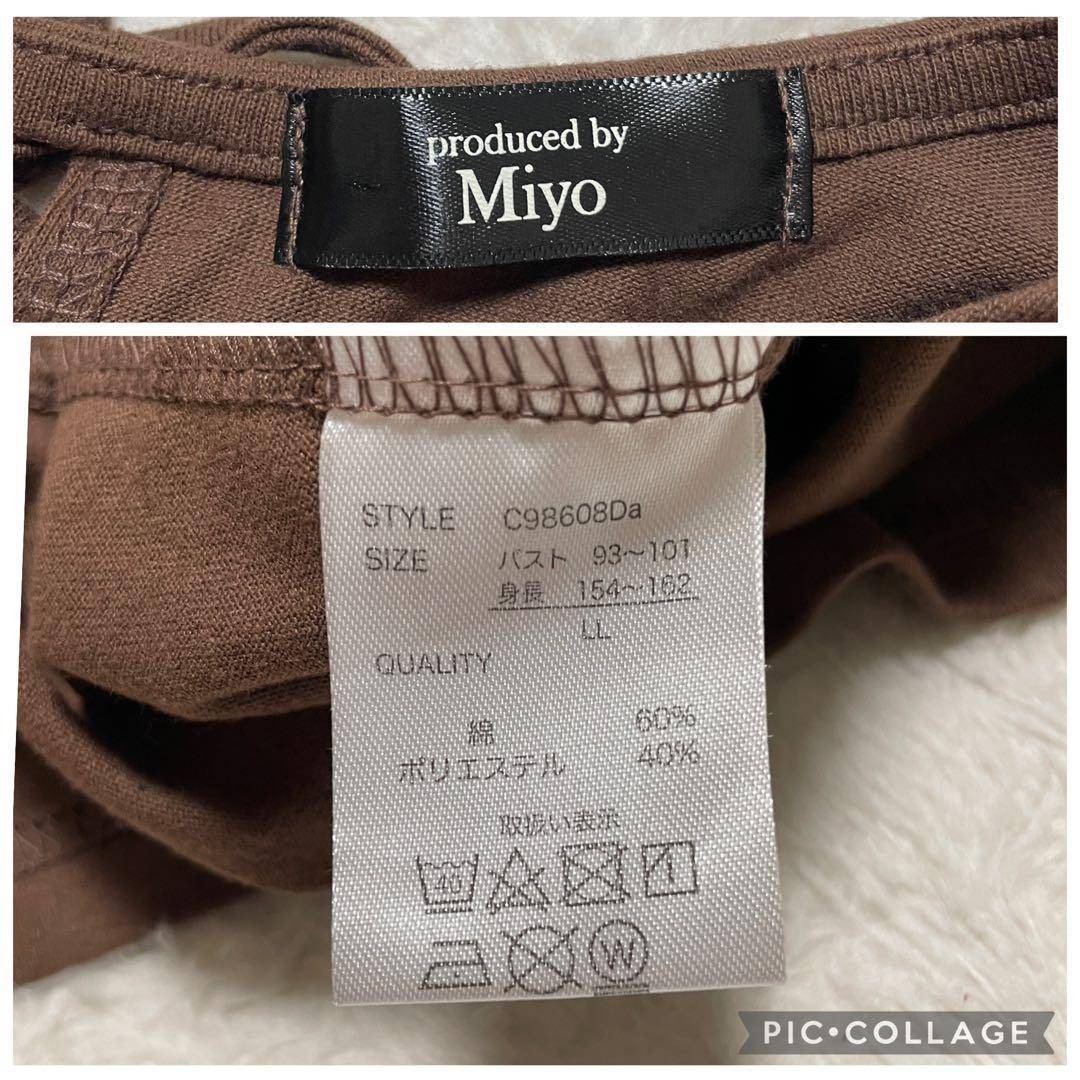 produced by
Miyo
STYLE C98608Da
SIZE バスト 93～101
身長 154～162
LL
QUALITY
綿 60%
ポリエステル 40%
取扱い表示
40
W
PIC•COLLAGE